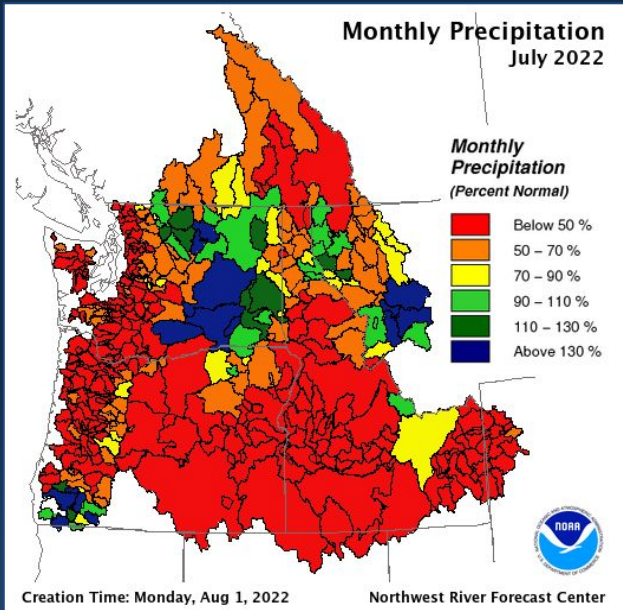 Monthly Precipitation
July 2022
Monthly
Precipitation
(Percent Normal)
Below 50 %
50 – 70 %
70 – 90 %
90 – 110 %
110 – 130 %
Above 130 %
NOAA
Creation Time: Monday, Aug 1, 2022
Northwest River Forecast Center